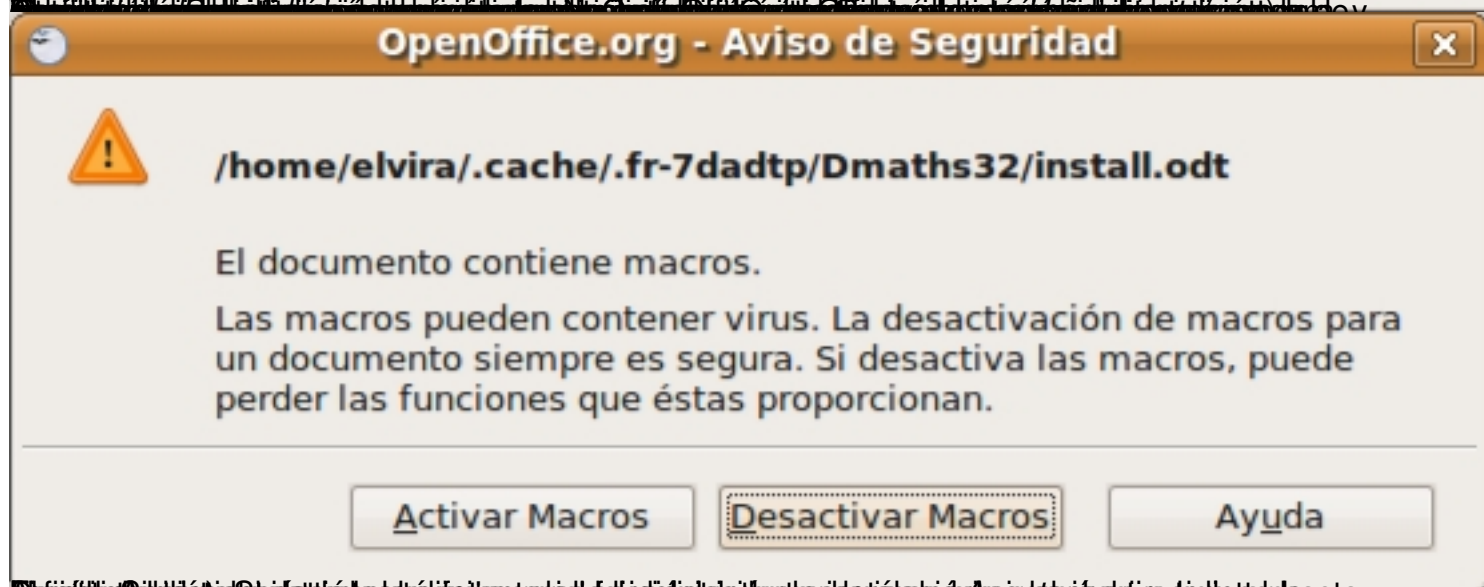 OpenOffice.org - Aviso de Seguridad
/home/elvira/.cache/.fr-7dadtp/Dmaths32/install.odt
El documento contiene macros.
Las macros pueden contener virus. La desactivación de macros para
un documento siempre es segura. Si desactiva las macros, puede
perder las funciones que éstas proporcionan.
Activar Macros Desactivar Macros Ayuda